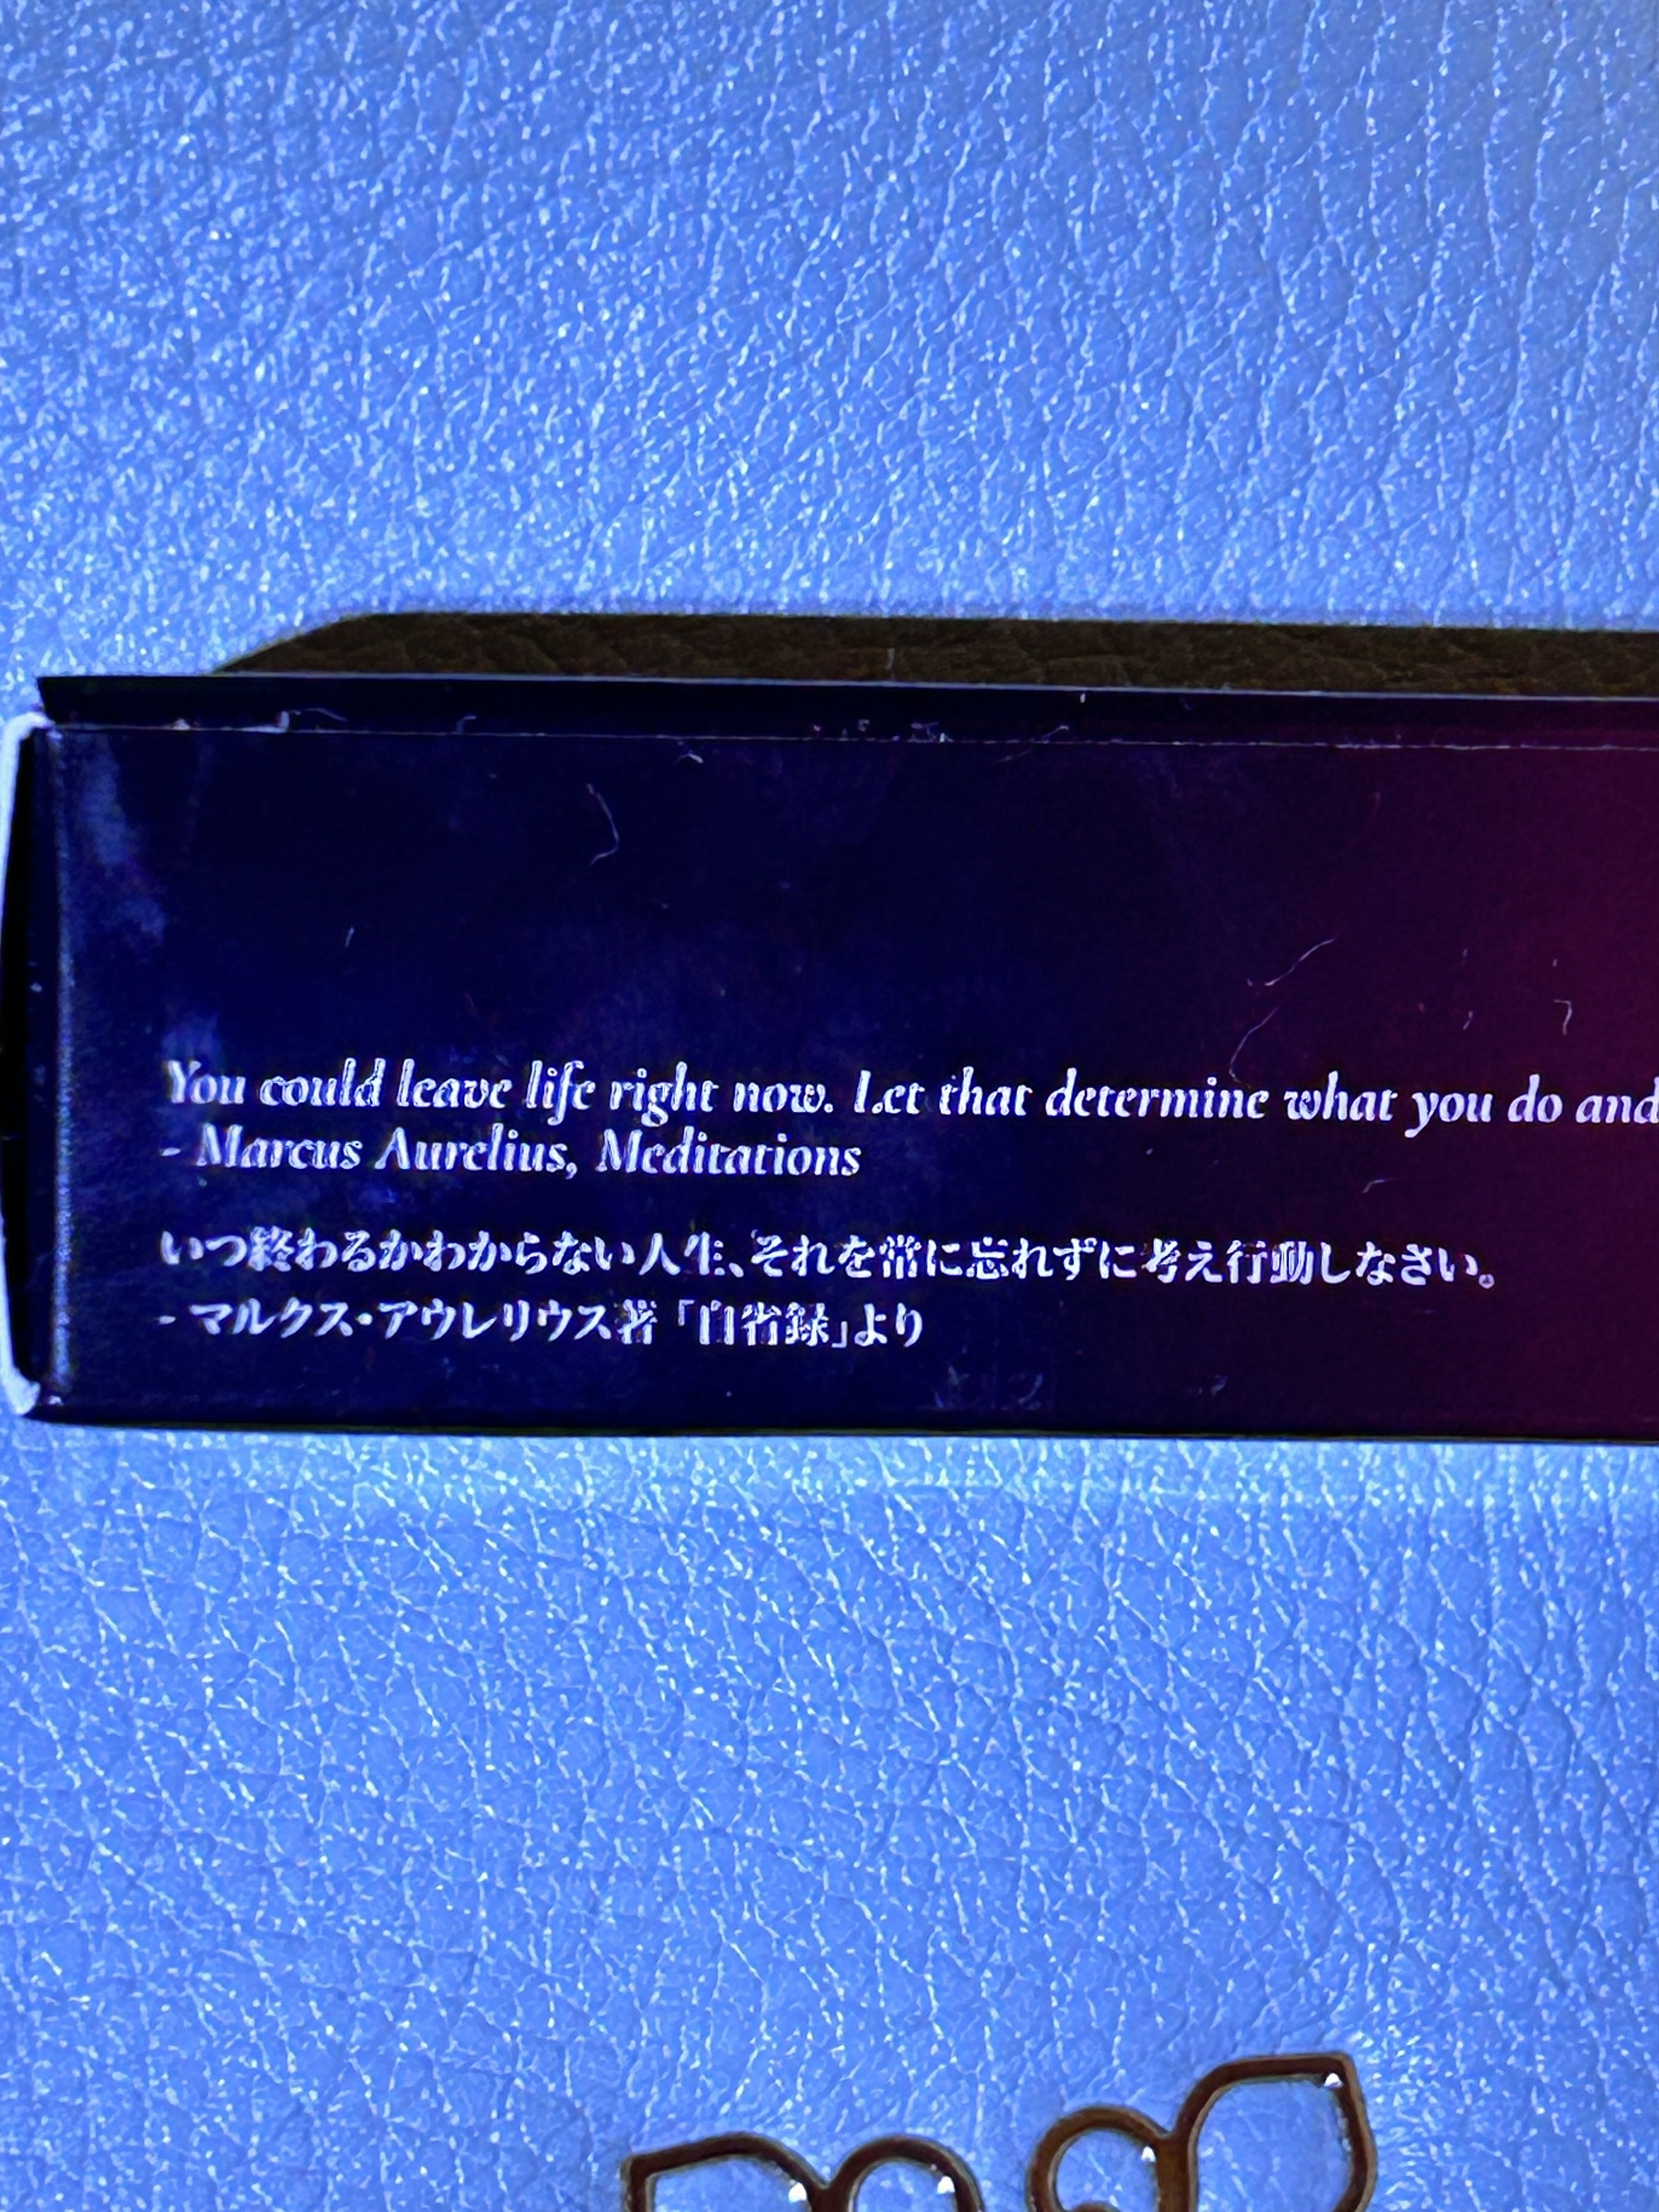 You could leave life right now. Let that determine what you do and
- Marcus Aurelius, Meditations
いつ終わるかわからない人生、それを常に忘れずに考え行動しなさい。
- マルクス・アウレリウス著「自省録」より